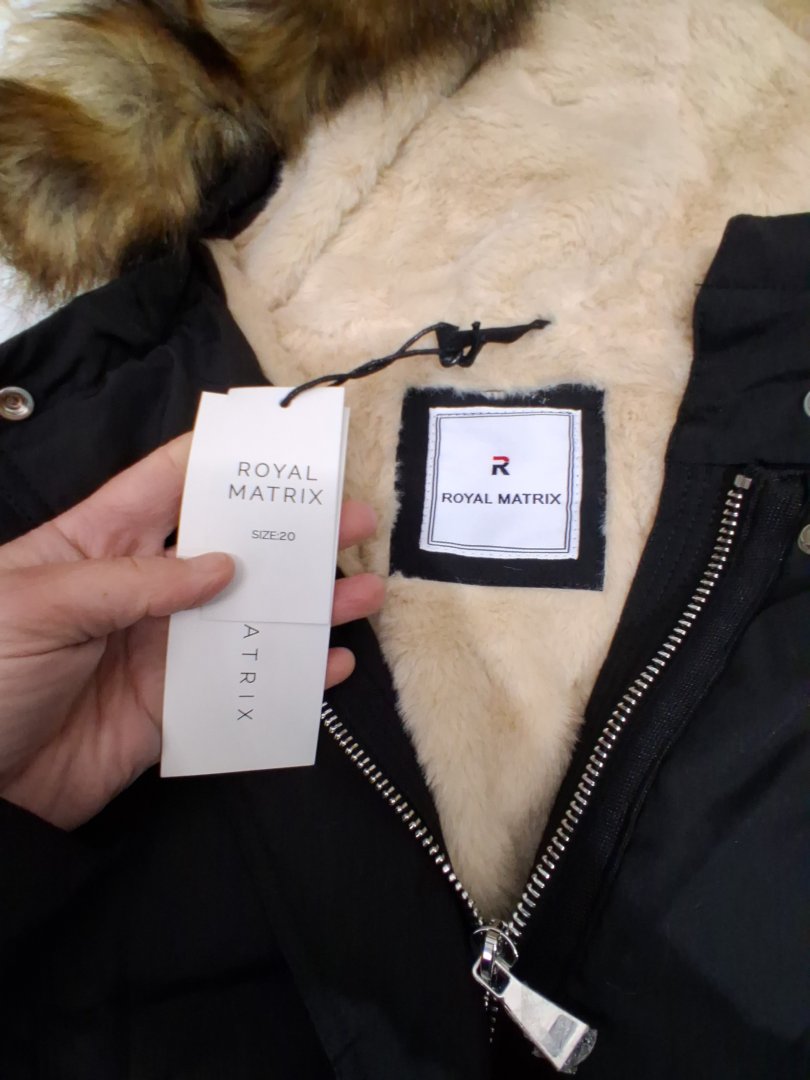 ROYAL
MATRIX
SIZE:20
ATRIX
R
ROYAL MATRIX